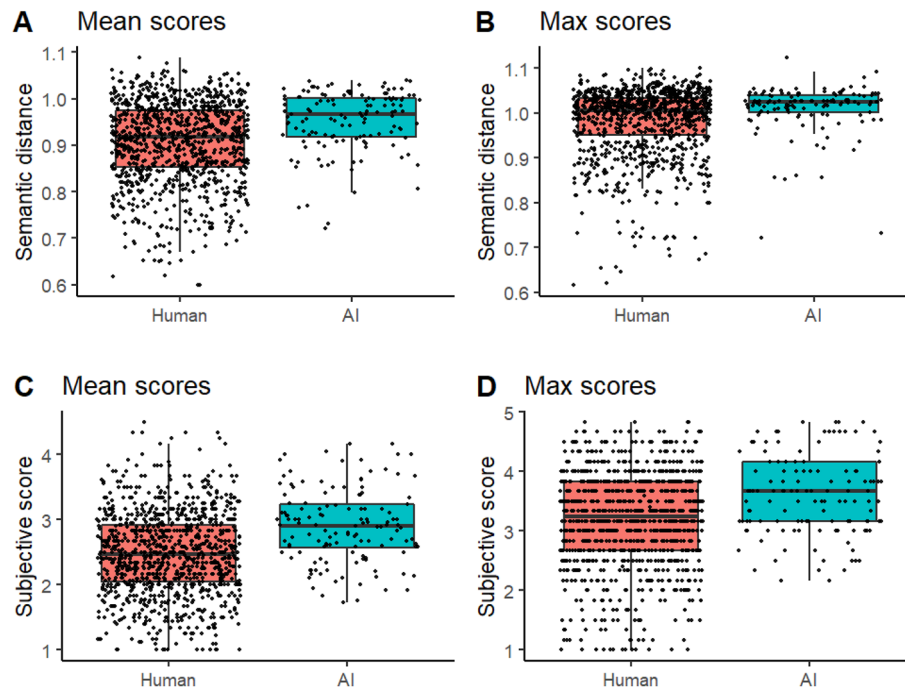 A Mean scores
B Max scores
Semantic distance
1.1
1.0
0.9
0.8
0.7
0.6
Human
AI
Semantic distance
1.1
1.0
0.9
0.8
0.7
0.6
Human
AI
C Mean scores
D Max scores
Subjective score
4
3
2
1
Human
AI
Subjective score
5
4
3
2
1
Human
AI